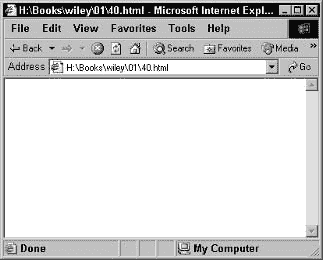 H:\Books\wiley\01\40.html - Microsoft Internet Expl...
File Edit View Favorites Tools Help
Back Search Favorites Media »
Address H:\Books\wiley\01\40.html Go
Done My Computer